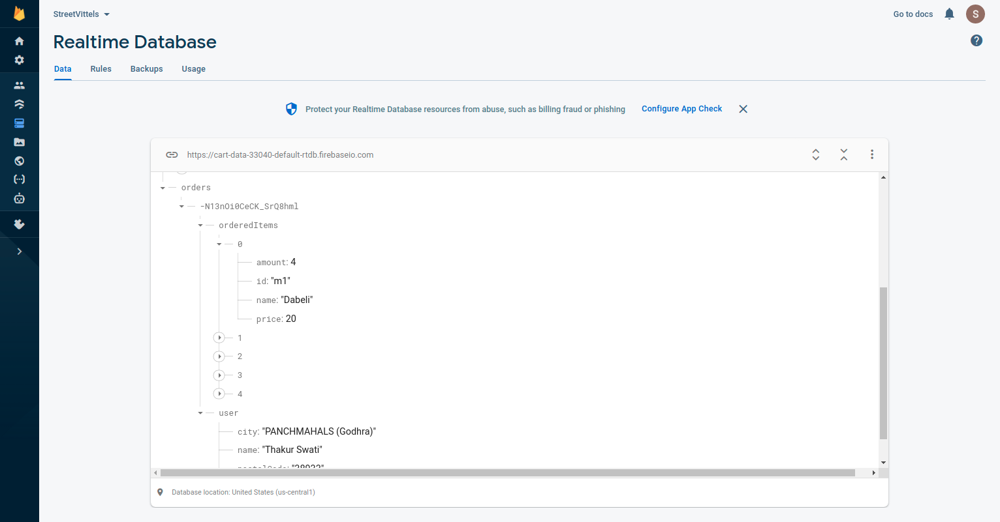 StreetVittels
Go to docs
S
Realtime Database
?
Data Rules Backups Usage
Protect your Realtime Database resources from abuse, such as billing fraud or phishing Configure App Check
https://cart-data-33040-default-rtdb.firebaseio.com
orders
-N13nOi0CeCK_SrQ8hml
orderedItems
0
amount: 4
id: "m1"
name: "Dabeli"
price: 20
1
2
3
4
user
city: "PANCHMAHALS (Godhra)"
name: "Thakur Swati"
Database location: United States (us-central1)